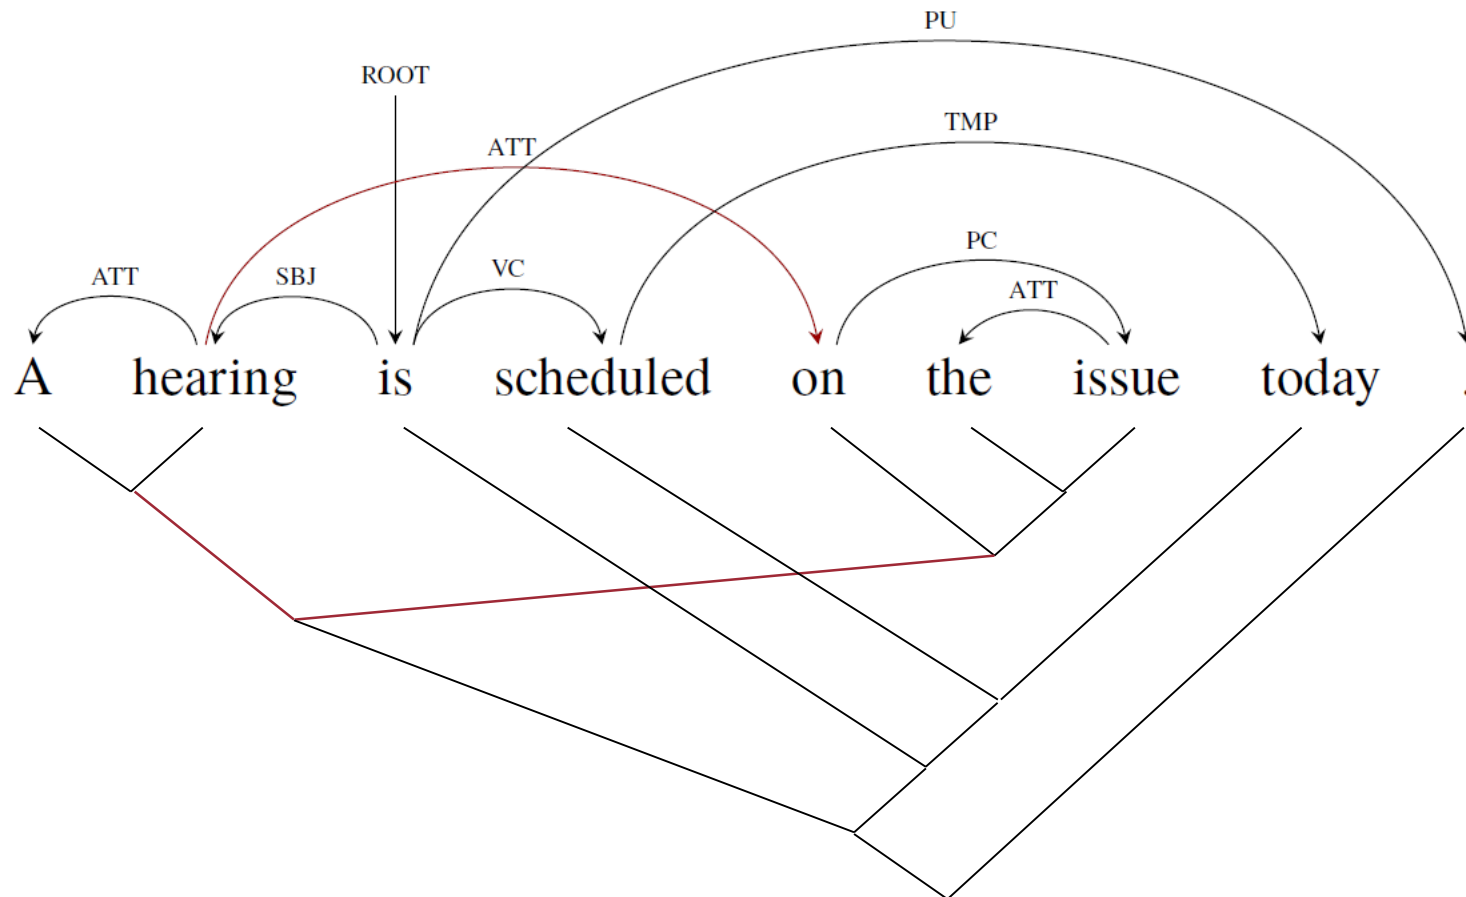 PU
ROOT
TMP
ATT
PC
ATT SBJ VC ATT
A hearing is scheduled on the issue today .